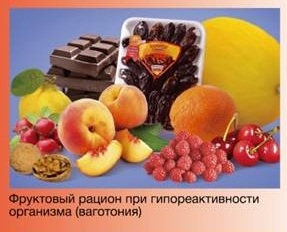 Фруктовый рацион при гипореактивности
организма (ваготония)